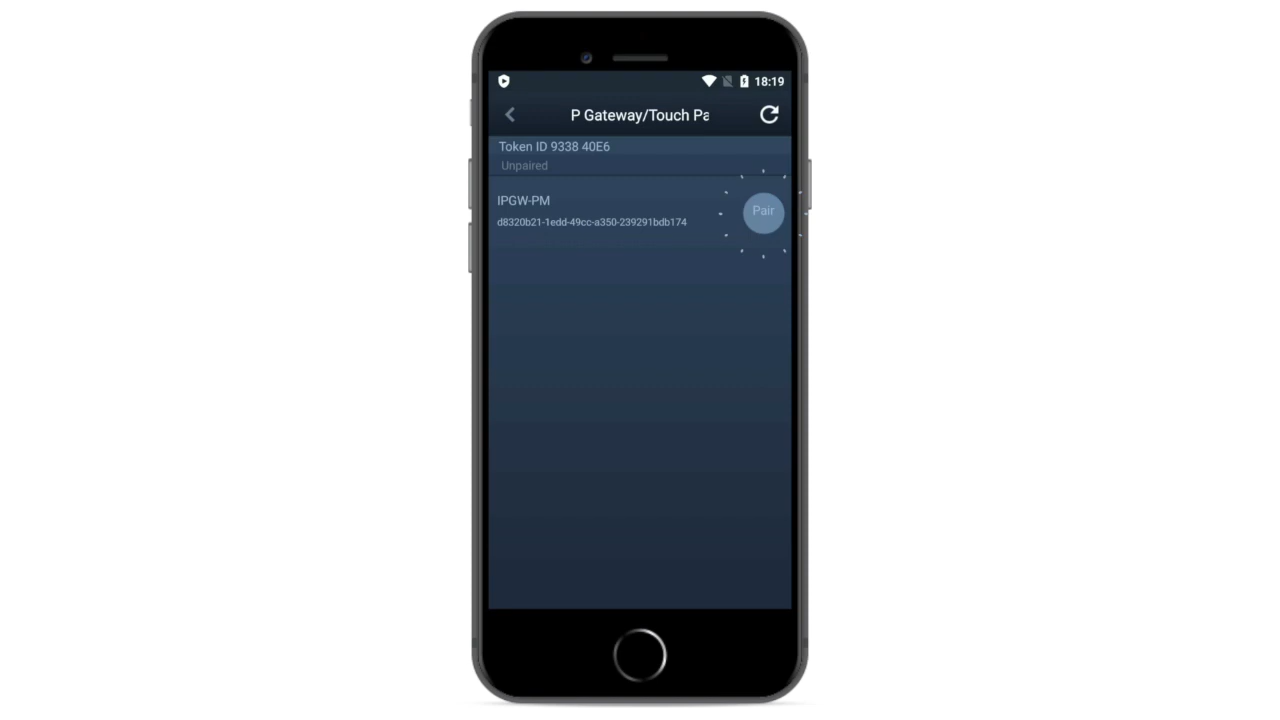 18:19
P Gateway/Touch Pa
Token ID 9338 40E6
Unpaired
IPGW-PM
Pair
d8320b21-1edd-49cc-a350-239291bdb174